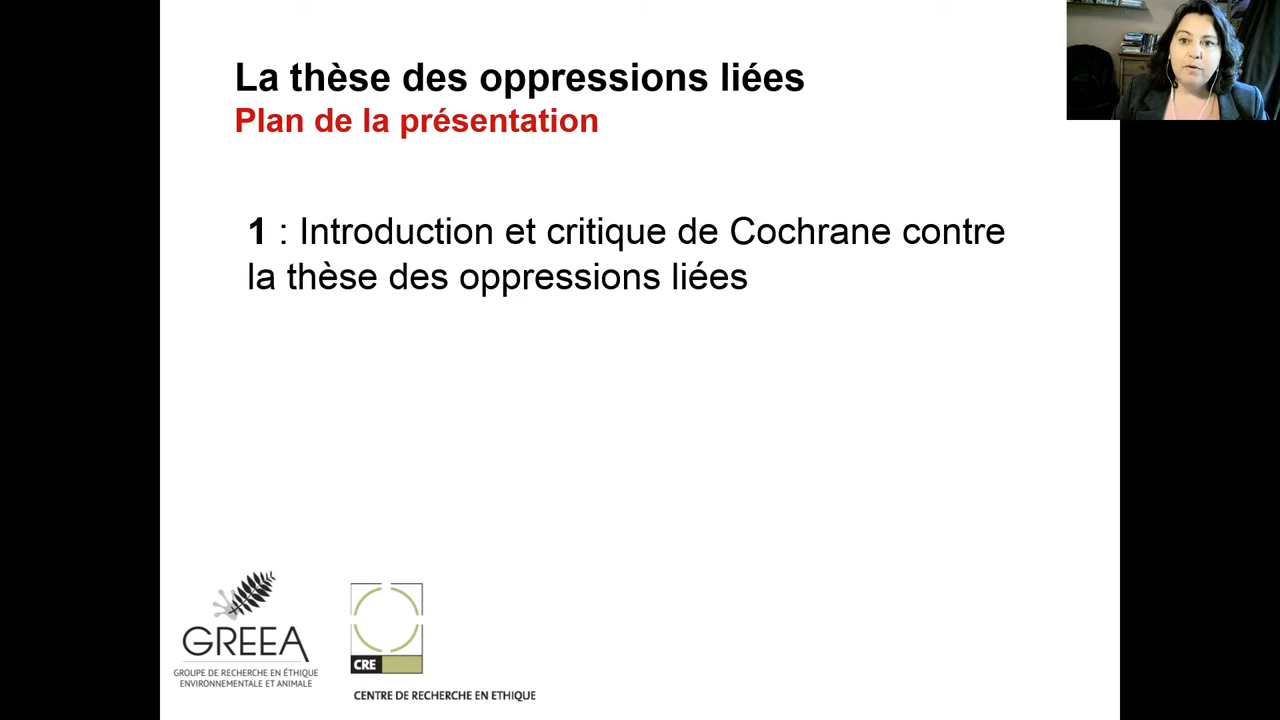 La thèse des oppressions liées
Plan de la présentation
1 : Introduction et critique de Cochrane contre
la thèse des oppressions liées
GREEA
GROUPE DE RECHERCHE EN ÉTHIQUE
ENVIRONNEMENTALE ET ANIMALE
CRE
CENTRE DE RECHERCHE EN ETHIQUE